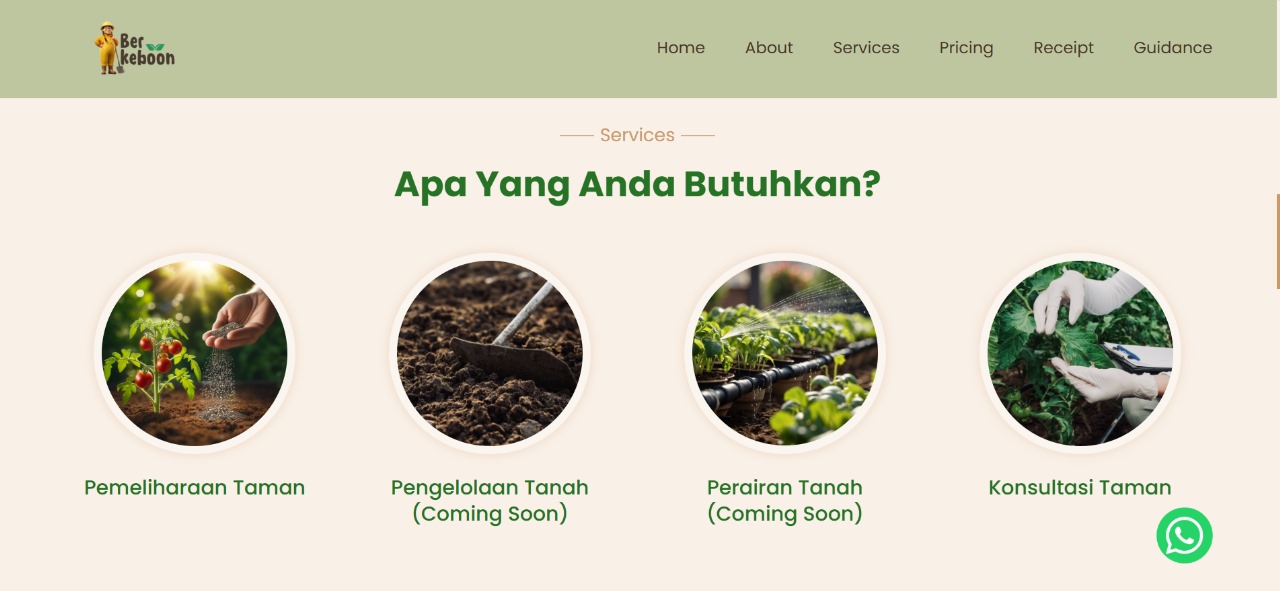 Ber
keboon
Home About Services Pricing Receipt Guidance
Services
Apa Yang Anda Butuhkan?
Pemeliharaan Taman
Pengelolaan Tanah
(Coming Soon)
Perairan Tanah
(Coming Soon)
Konsultasi Taman